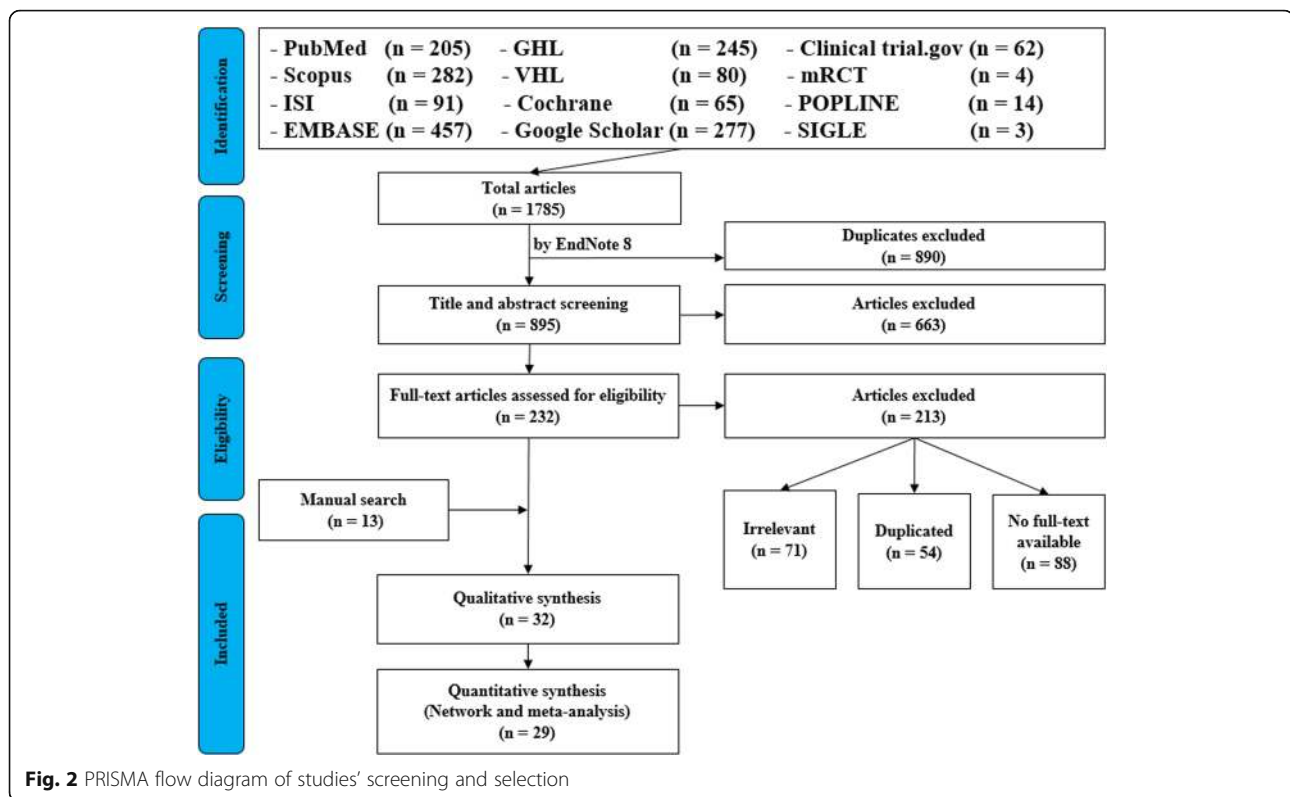 Identification
- PubMed (n = 205) - GHL (n = 245) - Clinical trial.gov (n = 62)
- Scopus (n = 282) - VHL (n = 80) - mRCT (n = 4)
- ISI (n = 91) - Cochrane (n = 65) - POPLINE (n = 14)
- EMBASE (n = 457) - Google Scholar (n = 277) - SIGLE (n = 3)
Screening
Total articles
(n = 1785)
by EndNote 8
Duplicates excluded
(n = 890)
Title and abstract screening
(n = 895)
Articles excluded
(n = 663)
Eligibility
Full-text articles assessed for eligibility
(n = 232)
Articles excluded
(n = 213)
Manual search
(n = 13)
Irrelevant
(n = 71)
Duplicated
(n = 54)
No full-text
available
(n = 88)
Included
Qualitative synthesis
(n = 32)
Quantitative synthesis
(Network and meta-analysis)
(n = 29)
Fig. 2 PRISMA flow diagram of studies’ screening and selection